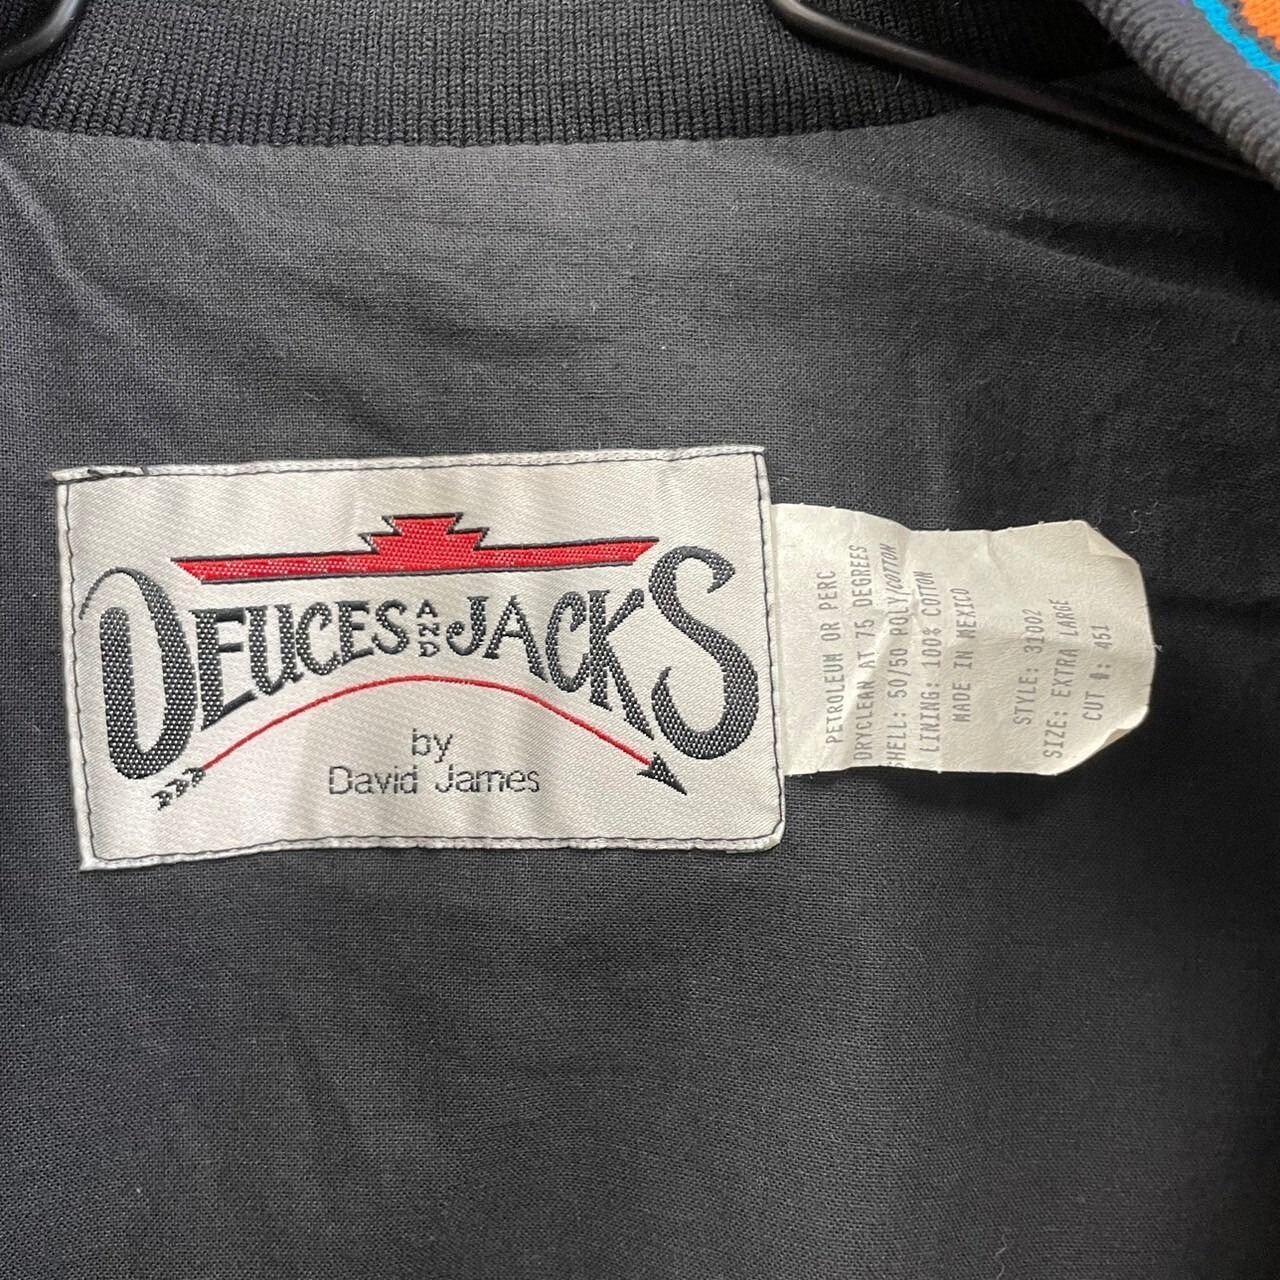 DEUCES AND JACKS
by
David James
PETROLEUM OR PERC
DRYCLEAN AT 75 DEGREES
SHELL: 50/50 POLY/COTTON
LINING: 100% COTTON
MADE IN MEXICO
STYLE: 31002
SIZE: EXTRA LARGE
CUT #: 451